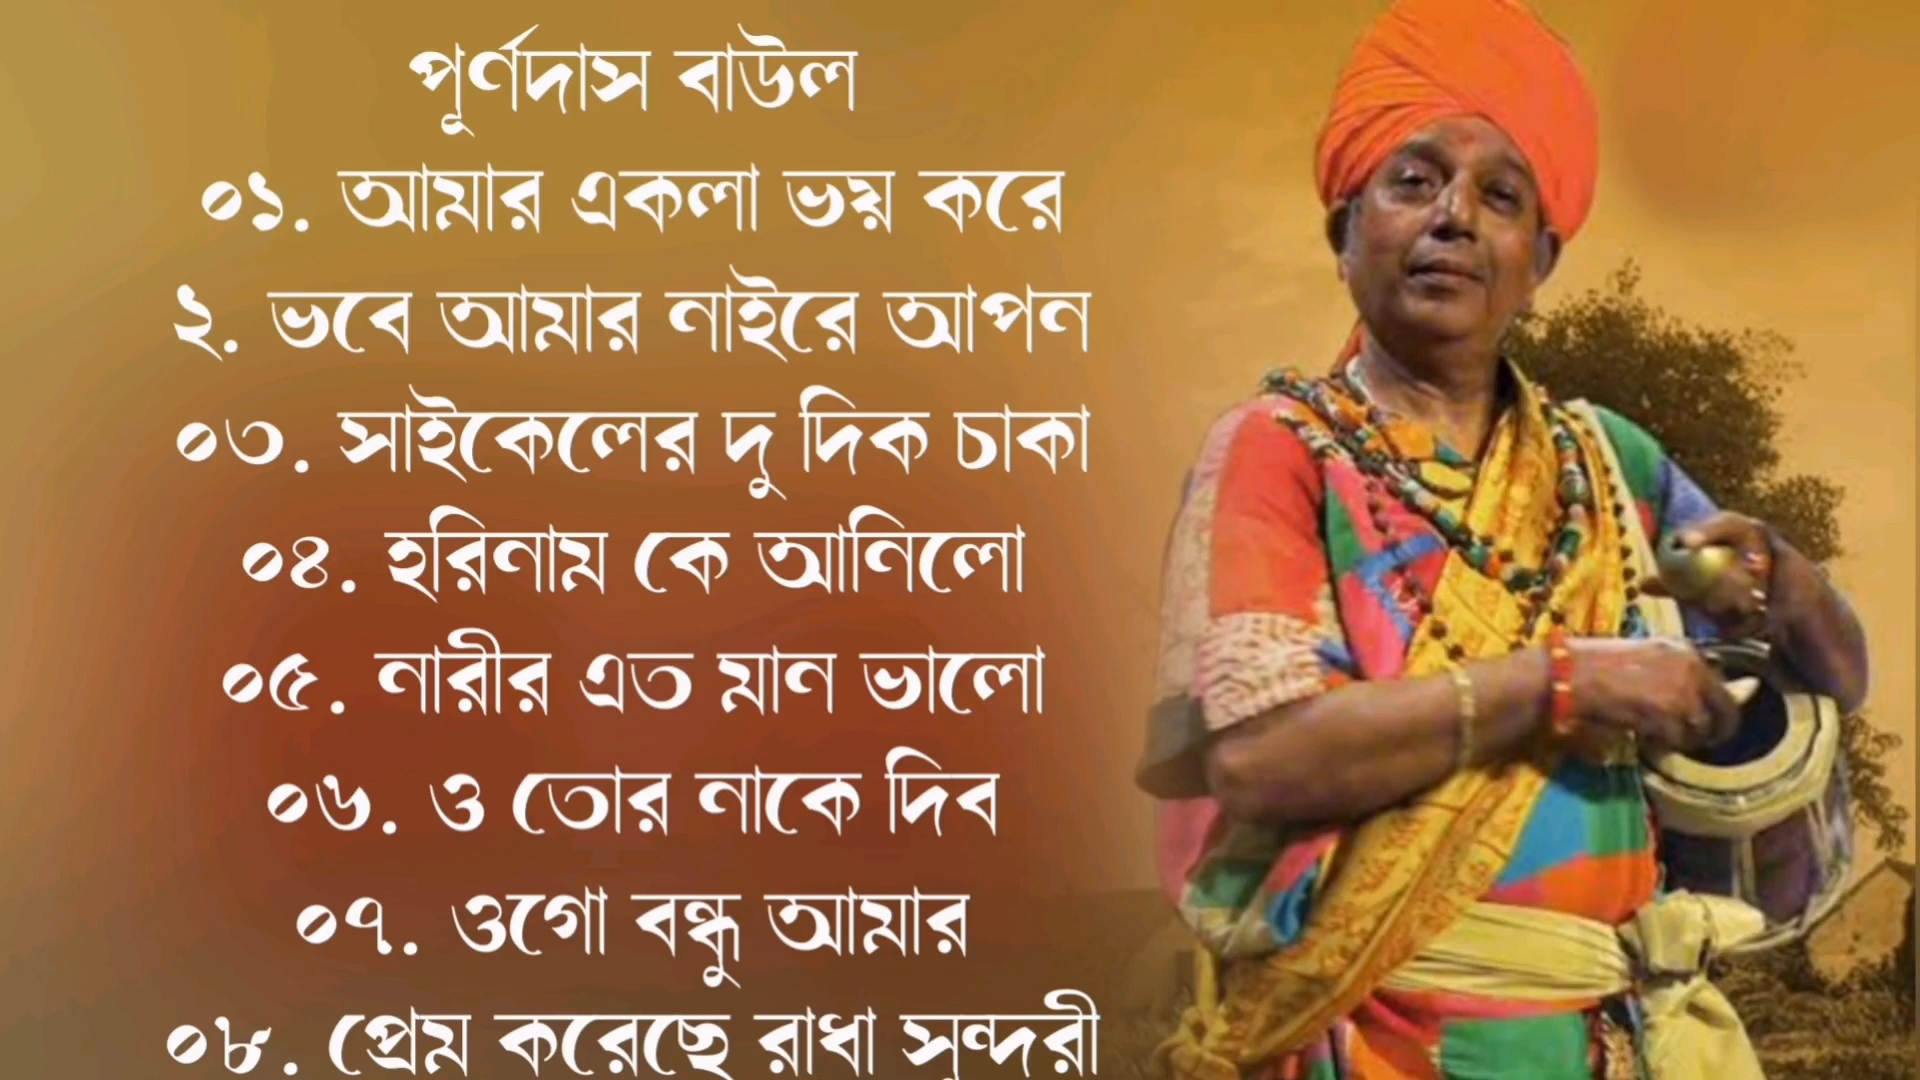 পূর্ণদাস বাউল
০১. আমার একলা ভয় করে
২. ভবে আমার নাইরে আপন
০৩. সাইকেলের দু দিক চাকা
০৪. হরিনাম কে আনিলো
০৫. নারীর এত মান ভালো
০৬. ও তোর নাকে দিব
০৭. ওগো বন্ধু আমার
০৮. প্রেম করেছে রাধা সুন্দরী